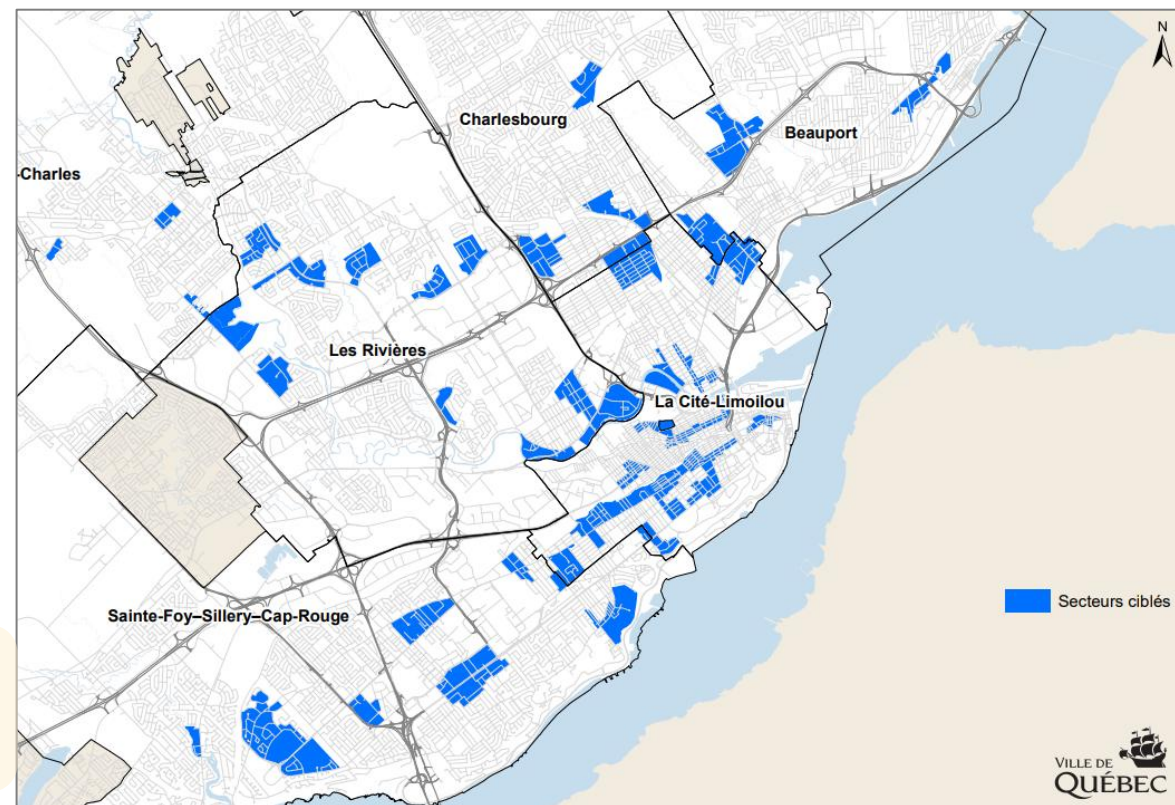 N
Charlesbourg
Beauport
-Charles
Les Rivières
La Cité-Limoilou
Secteurs ciblés
Sainte-Foy–Sillery–Cap-Rouge
VILLE DE
QUÉBEC